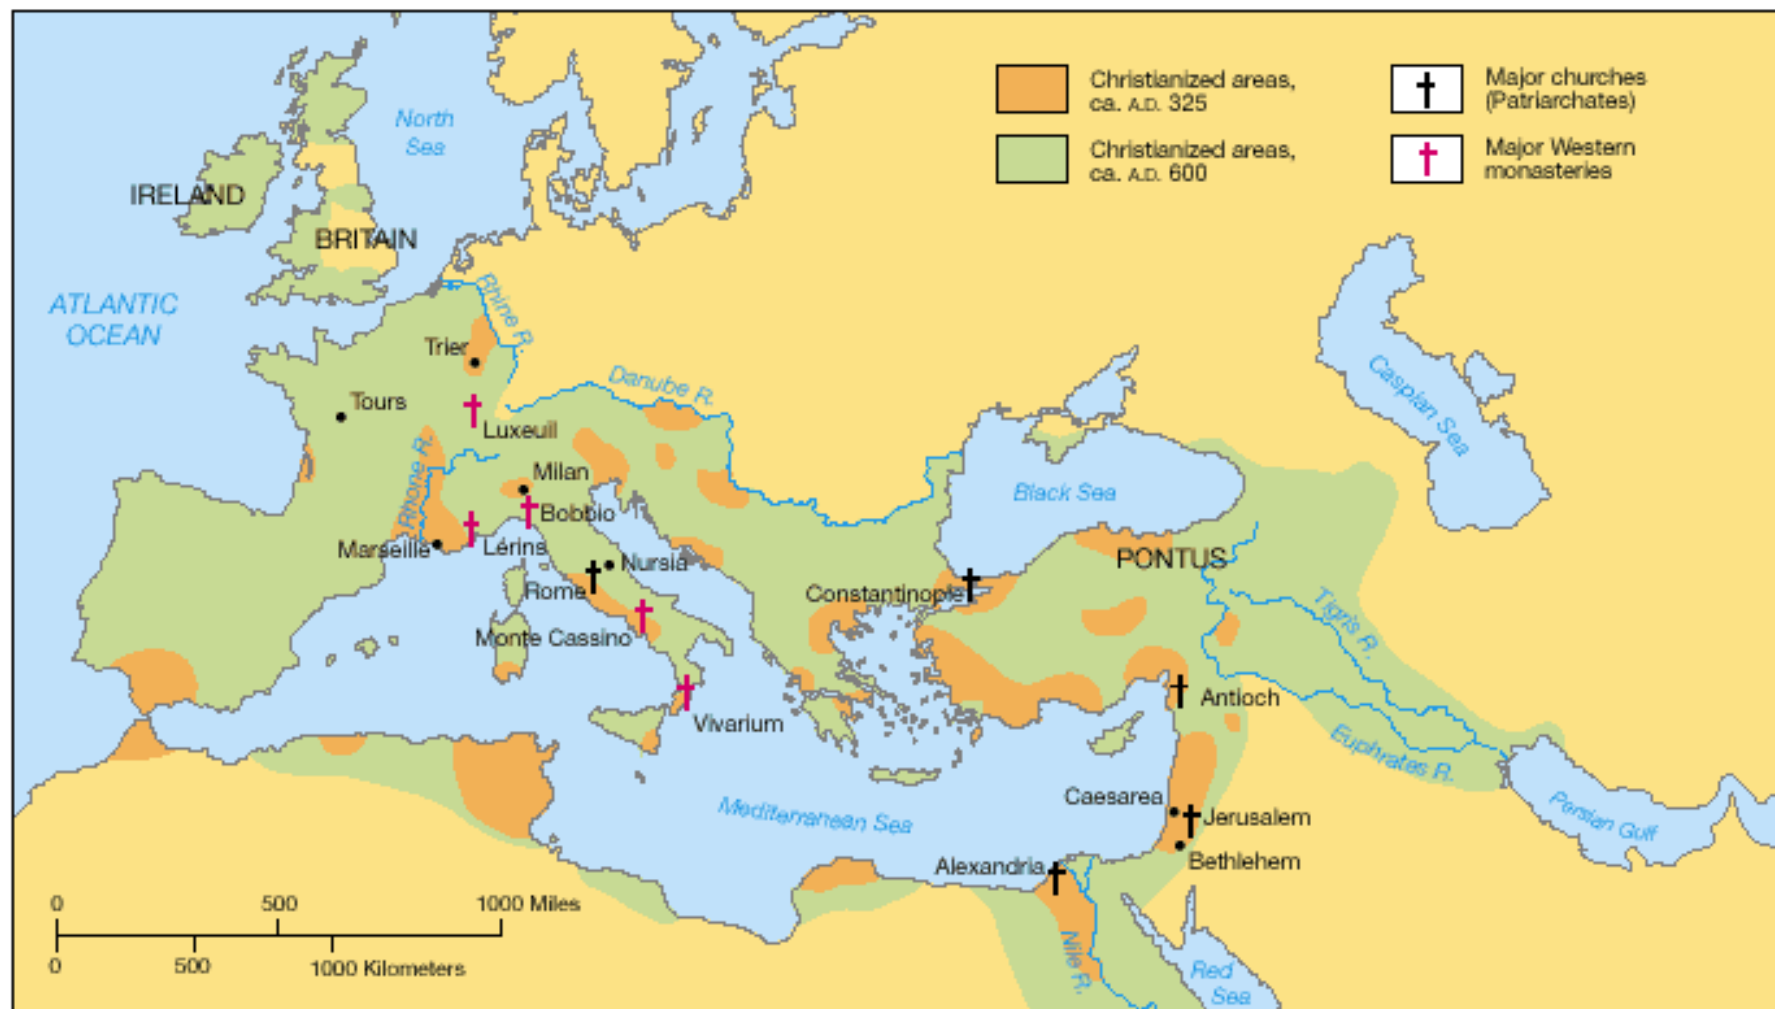 Christianized areas,
ca. A.D. 325
Major churches
(Patriarchates)
Christianized areas,
ca. A.D. 600
Major Western
monasteries
North
Sea
IRELAND
BRITAIN
ATLANTIC
OCEAN
Rhine R.
Trier
Danube R.
Tours
Luxeuil
Caspian Sea
Rhone R.
Milan
Black Sea
Bobbio
Marseille
Lérins
Nursia
PONTUS
Rome
Constantinople
Tigris R.
Monte Cassino
Antioch
Vivarium
Euphrates R.
Caesarea
Mediterranean Sea
Jerusalem
Persian Gulf
Alexandria
Bethlehem
0 500 1000 Miles
0 500 1000 Kilometers
Nile R.
Red
Sea